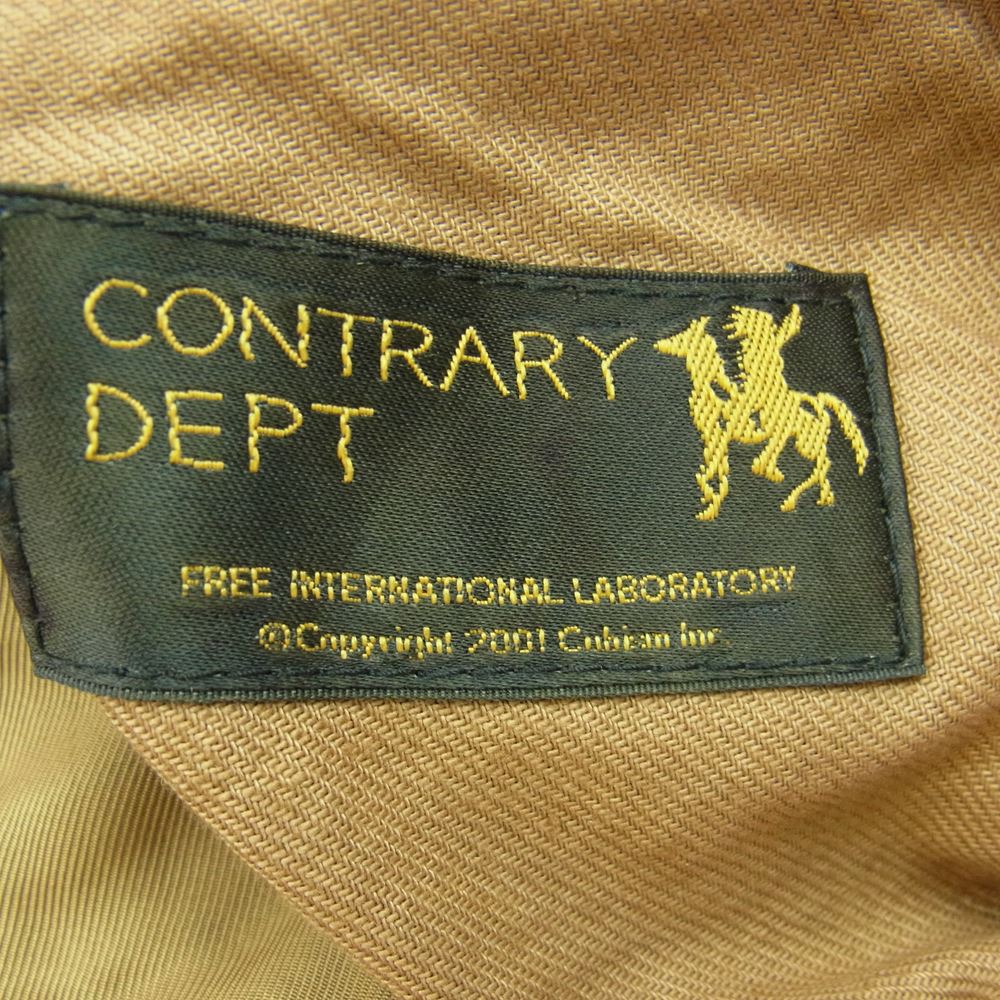 CONTRARY
DEPT
FREE INTERNATIONAL LABORATORY
©Copyright 2001 Cubism Inc.